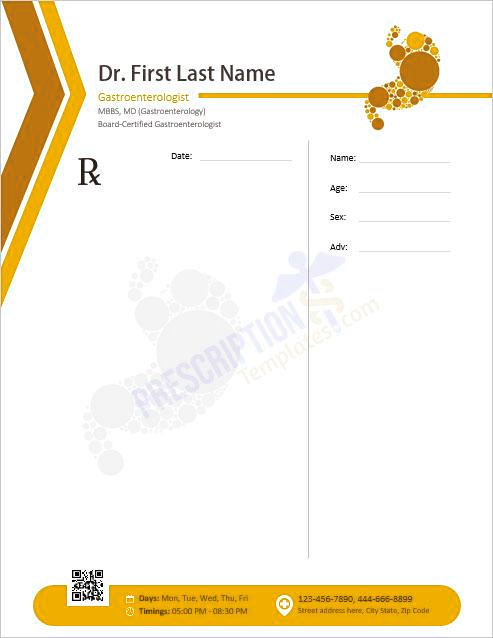 Dr. First Last Name
Gastroenterologist
MBBS, MD (Gastroenterology)
Board-Certified Gastroenterologist
Rx
Date:
Name:
Age:
Sex:
Adv:
PRESCRIPTION
Templates.com
Days: Mon, Tue, Wed, Thu, Fri
Timings: 05:00 PM - 08:30 PM
123-456-7890, 444-666-8899
Street address here, City State, Zip Code